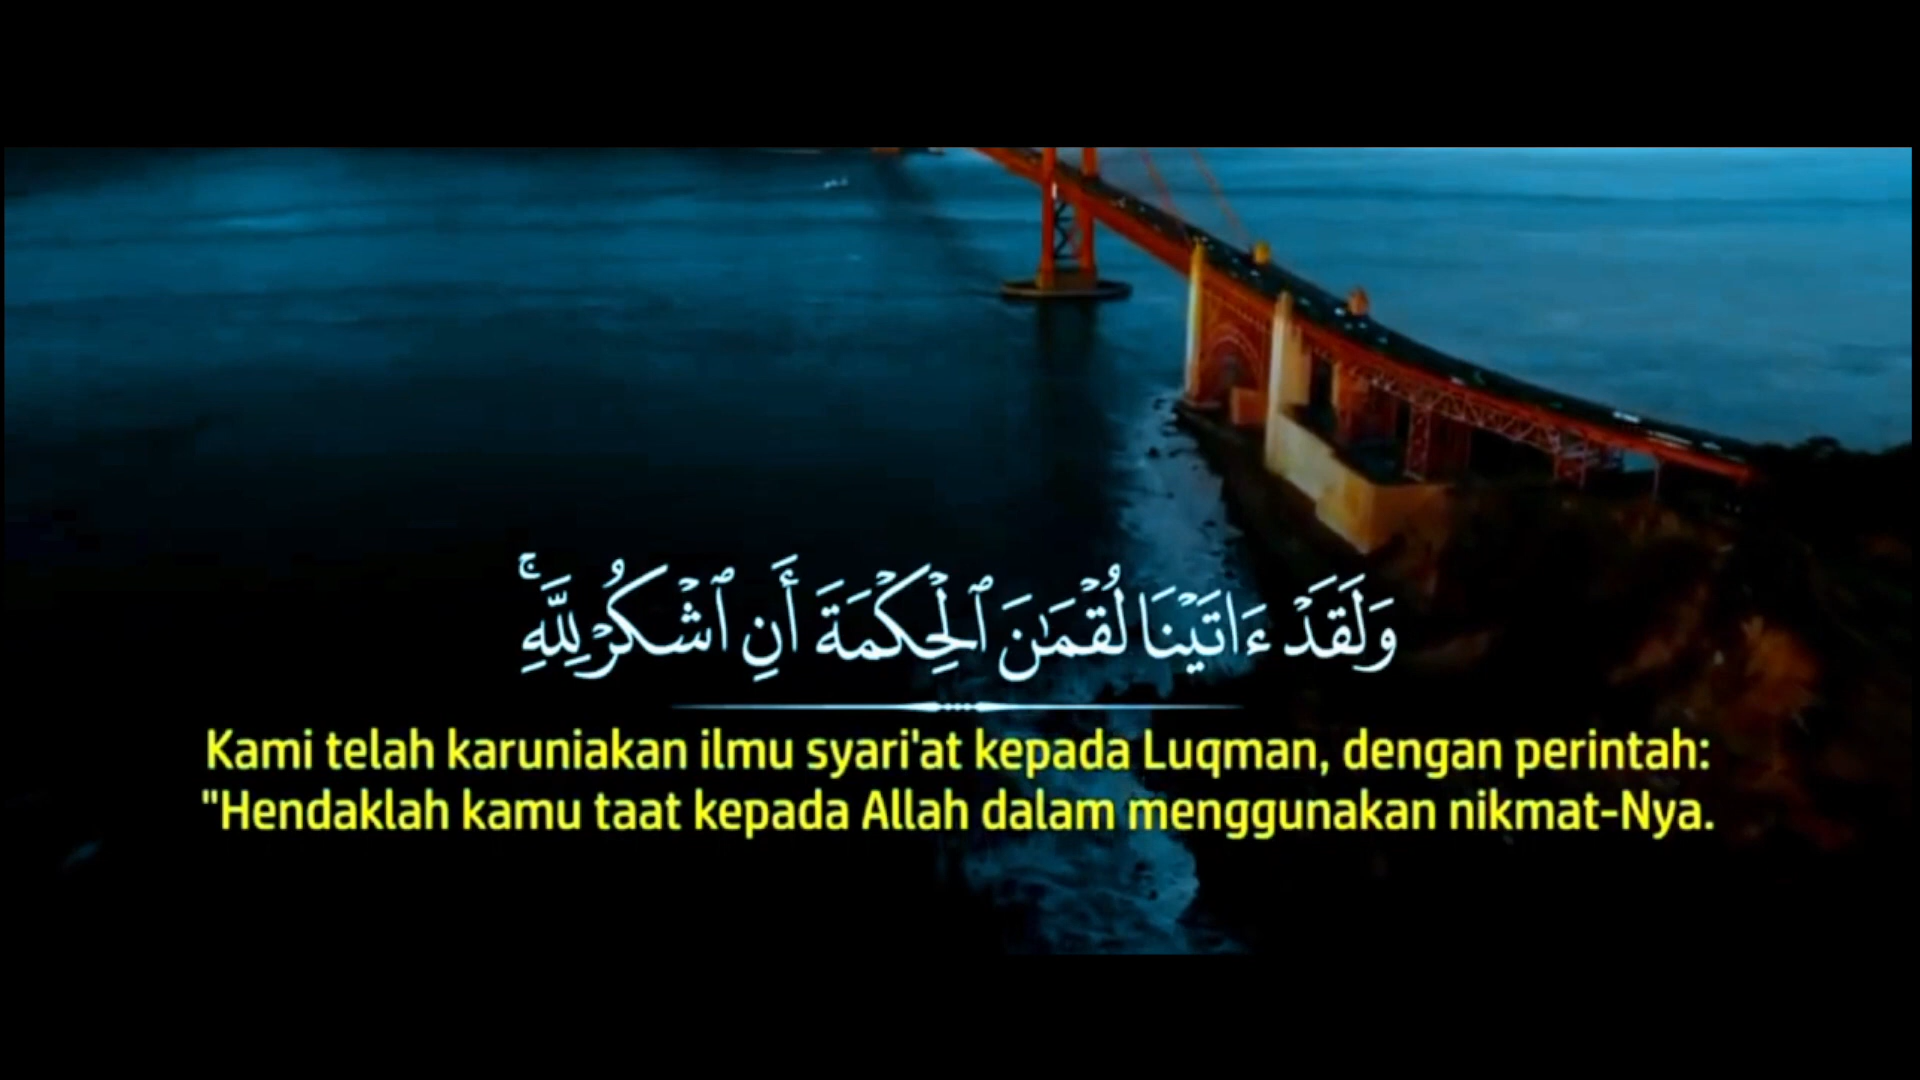 وَلَقَدْ ءَاتَيْنَا لُقْمَٰنَ ٱلْحِكْمَةَ أَنِ ٱشْكُرْ لِلَّهِ ۚ
Kami telah karuniakan ilmu syari'at kepada Luqman, dengan perintah:
"Hendaklah kamu taat kepada Allah dalam menggunakan nikmat-Nya.